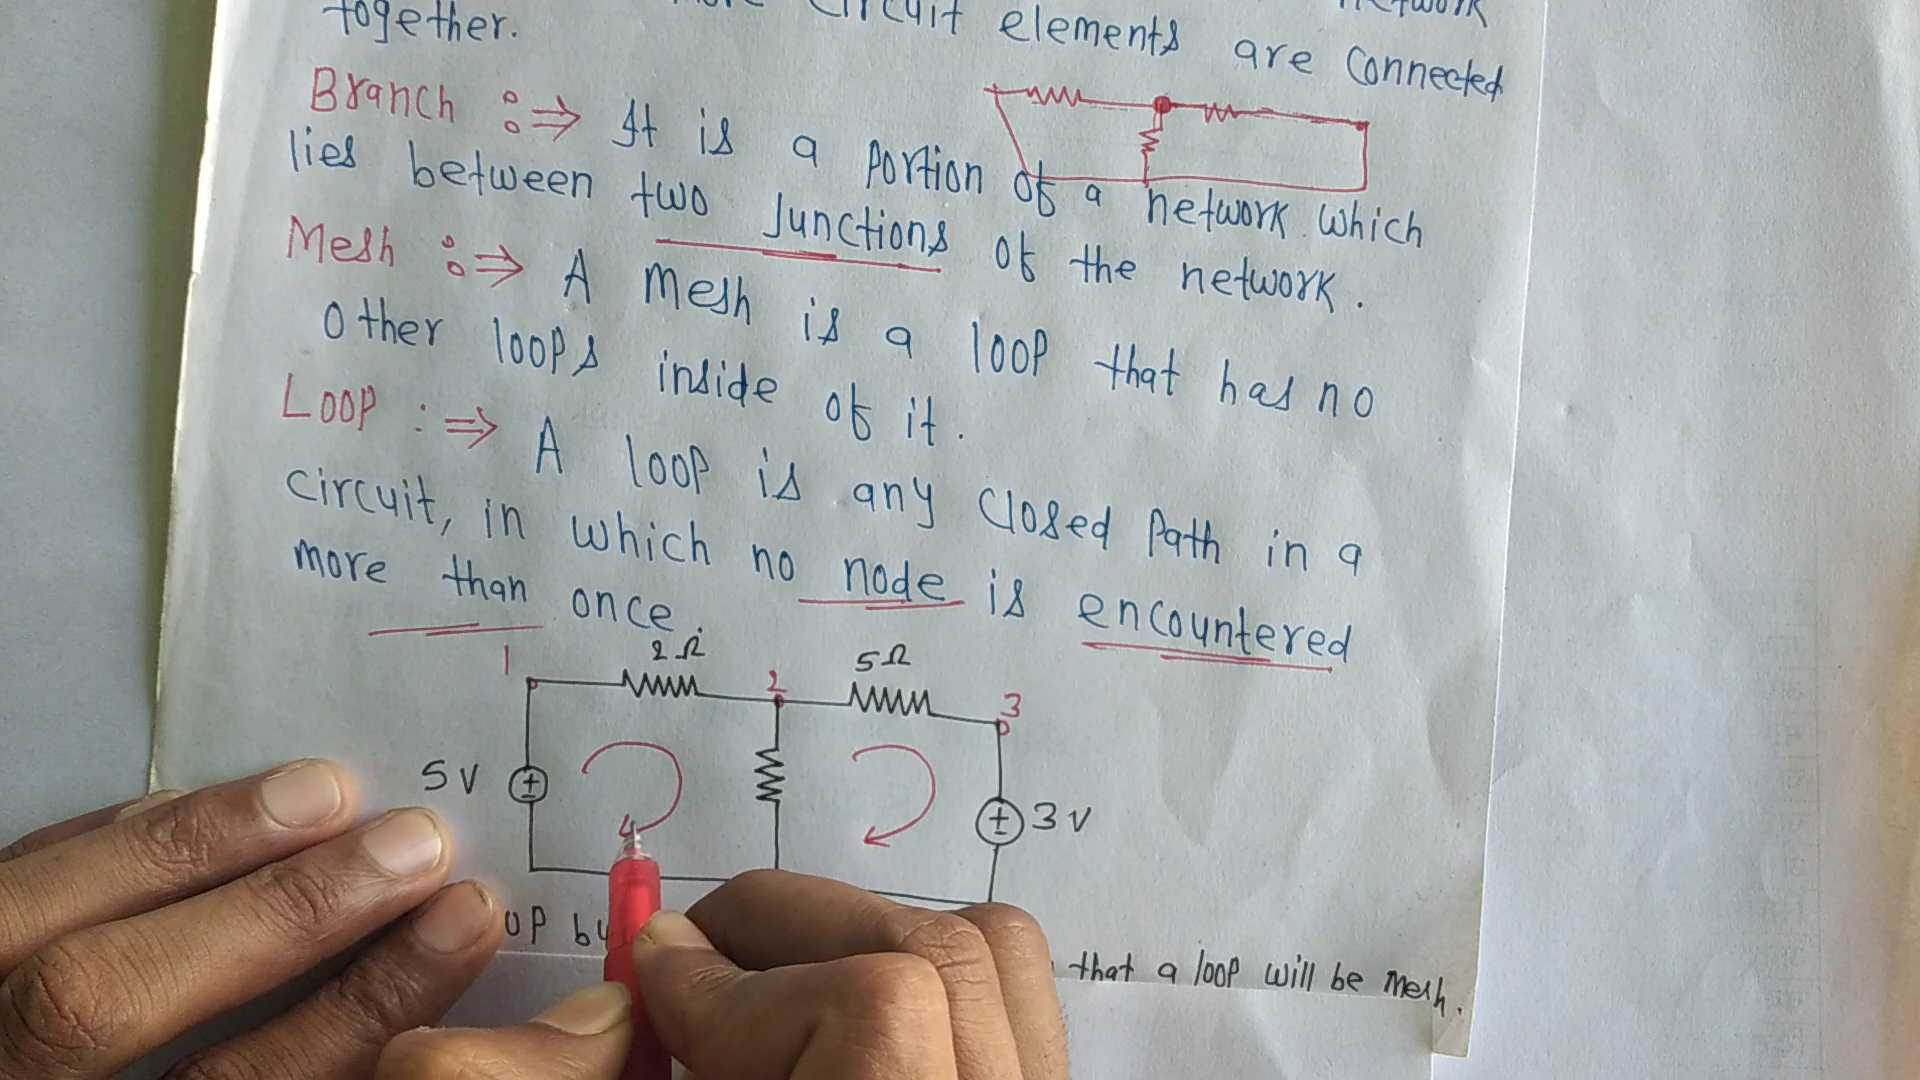 network
circuit elements are connected
together.
Branch :⇒ It is a portion of a network which
lies between two Junctions of the network.
Mesh :⇒ A Mesh is a loop that has no
other loops inside of it.
Loop :⇒ A loop is any closed path in a
circuit, in which no node is encountered
more than once.
2Ω 5Ω
1 2 3
5V 3V
that a loop will be Mesh.